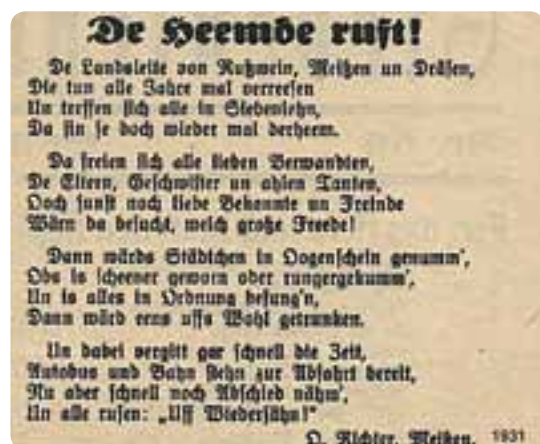 De Heemde ruft!
De Landsleite von Roßwein, Meißen un Dräsen,
Die tun alle Jahre mal verreesen
Un treffen sich alle in Siebenlehn,
Da sin se doch wieder mal derheem.
Da freien sich alle lieben Verwandten,
De Eltern, Geschwister un ahlen Tanten,
Ooch sunst noch liebe Bekannte un Freinde
Wärn da besucht, welch große Freede!
Dann wärds Städtchen in Oogenschein genumm',
Obs is scheener geworn oder rungergekumm',
Un is alles in Ordnung befung'n,
Dann wärd eens uffs Wohl getrunken.
Un dabei vergitt gar schnell die Zeit,
Autobus und Bahn stehn zur Abfahrt bereit,
Nu aber schnell noch Abschied nähm',
Un alle rufen: „Uff Wiedersähn!"
O. Richter, Meißen. 1931